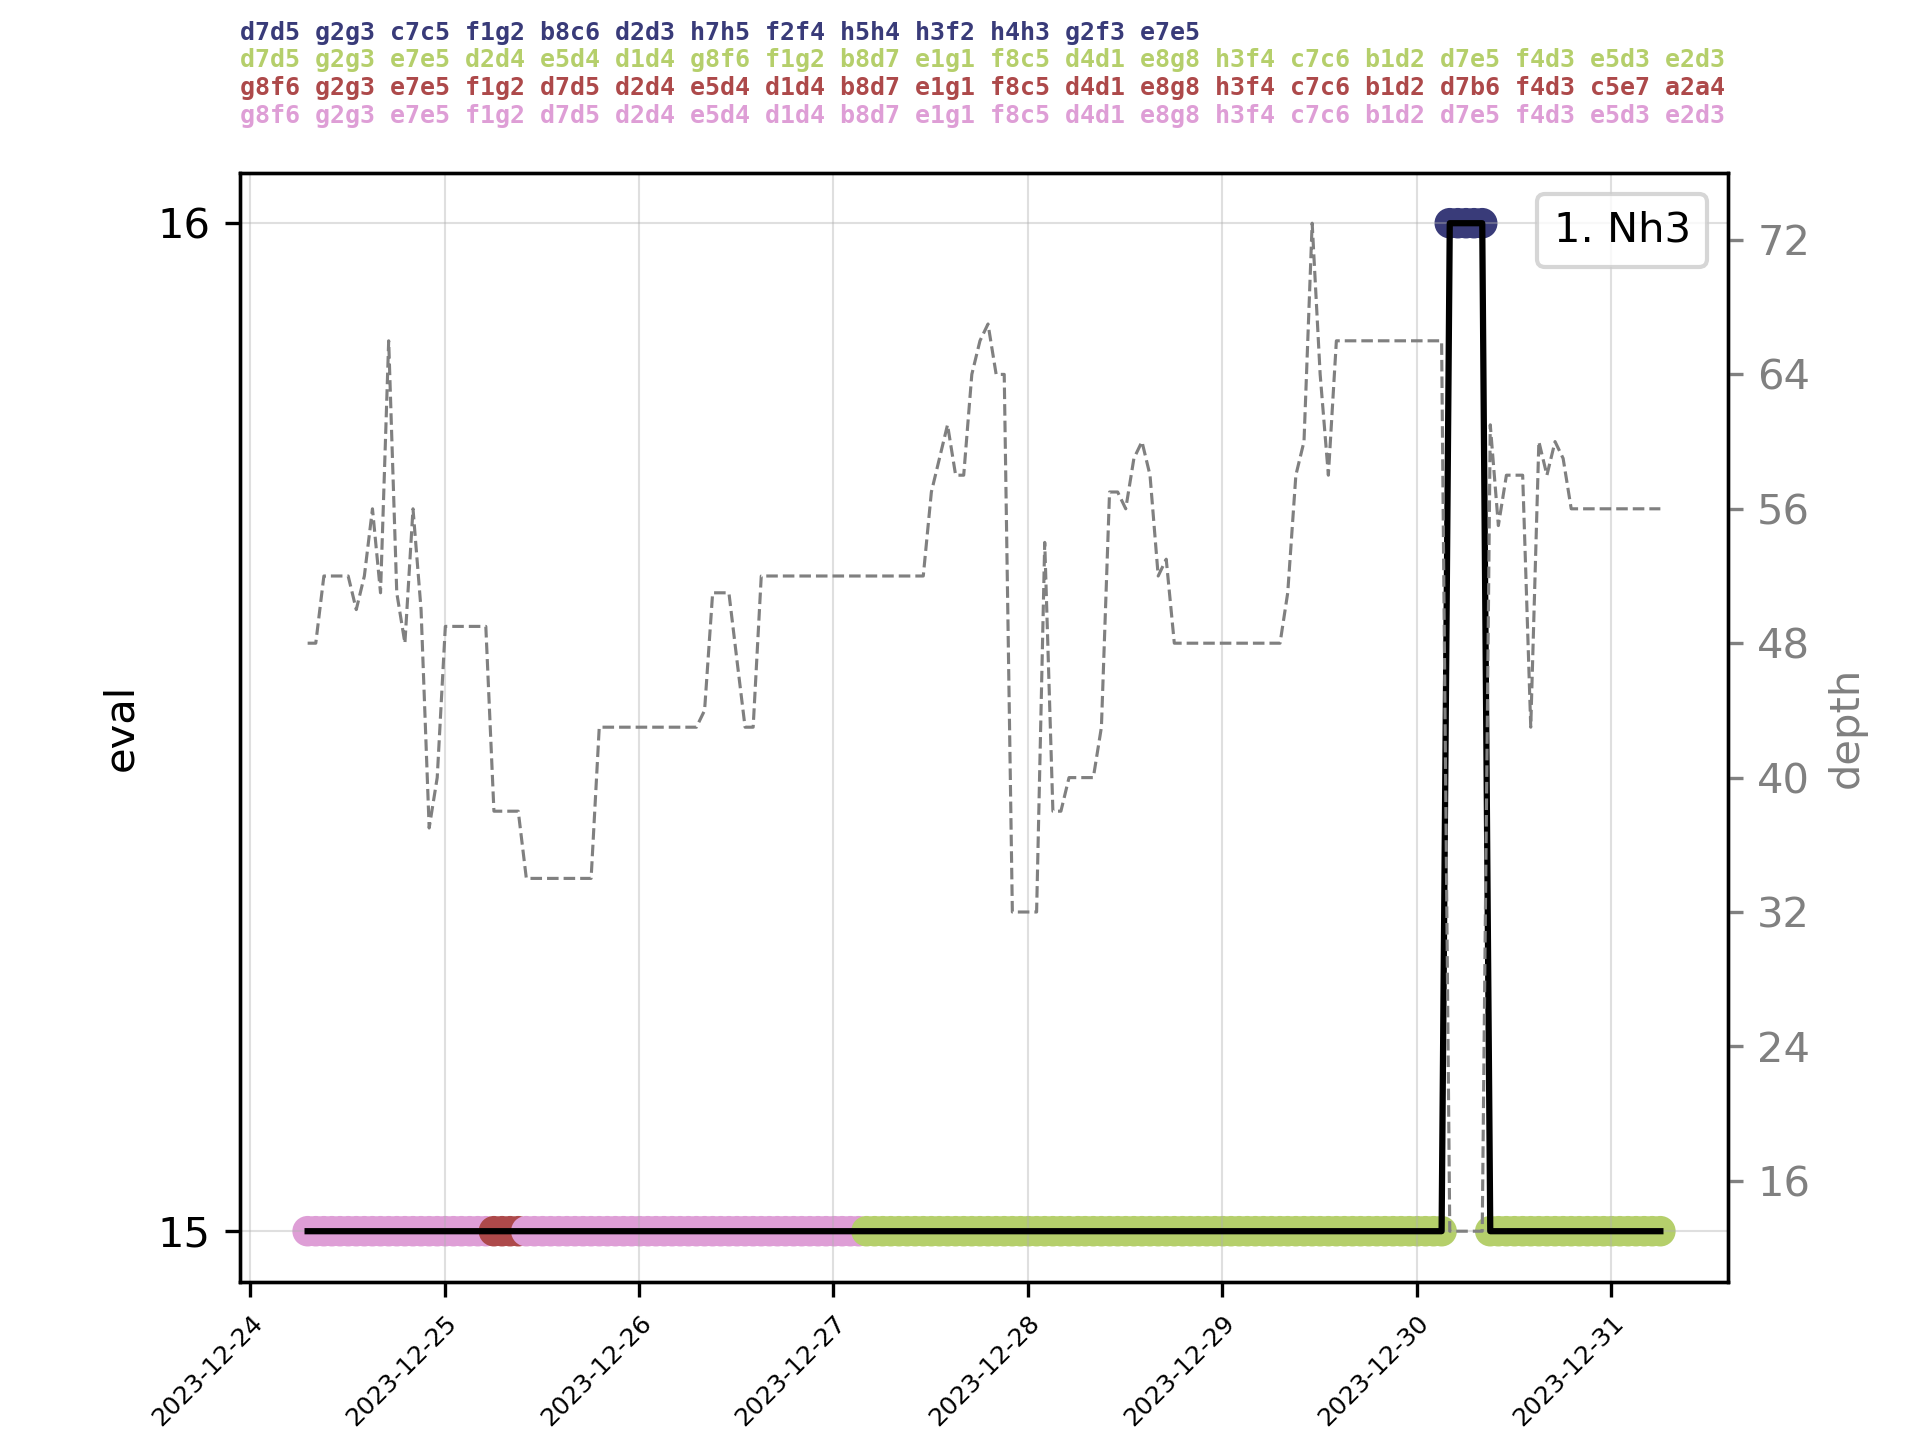 d7d5 g2g3 c7c5 f1g2 b8c6 d2d3 h7h5 f2f4 h5h4 h3f2 h4h3 g2f3 e7e5
d7d5 g2g3 e7e5 d2d4 e5d4 d1d4 g8f6 f1g2 b8d7 e1g1 f8c5 d4d1 e8g8 h3f4 c7c6 b1d2 d7e5 f4d3 e5d3 e2d3
g8f6 g2g3 e7e5 f1g2 d7d5 d2d4 e5d4 d1d4 b8d7 e1g1 f8c5 d4d1 e8g8 h3f4 c7c6 b1d2 d7b6 f4d3 c5e7 a2a4
g8f6 g2g3 e7e5 f1g2 d7d5 d2d4 e5d4 d1d4 b8d7 e1g1 f8c5 d4d1 e8g8 h3f4 c7c6 b1d2 d7e5 f4d3 e5d3 e2d3
1. Nh3
16
15
eval
72
64
56
48
40
32
24
16
depth
2023-12-24
2023-12-25
2023-12-26
2023-12-27
2023-12-28
2023-12-29
2023-12-30
2023-12-31